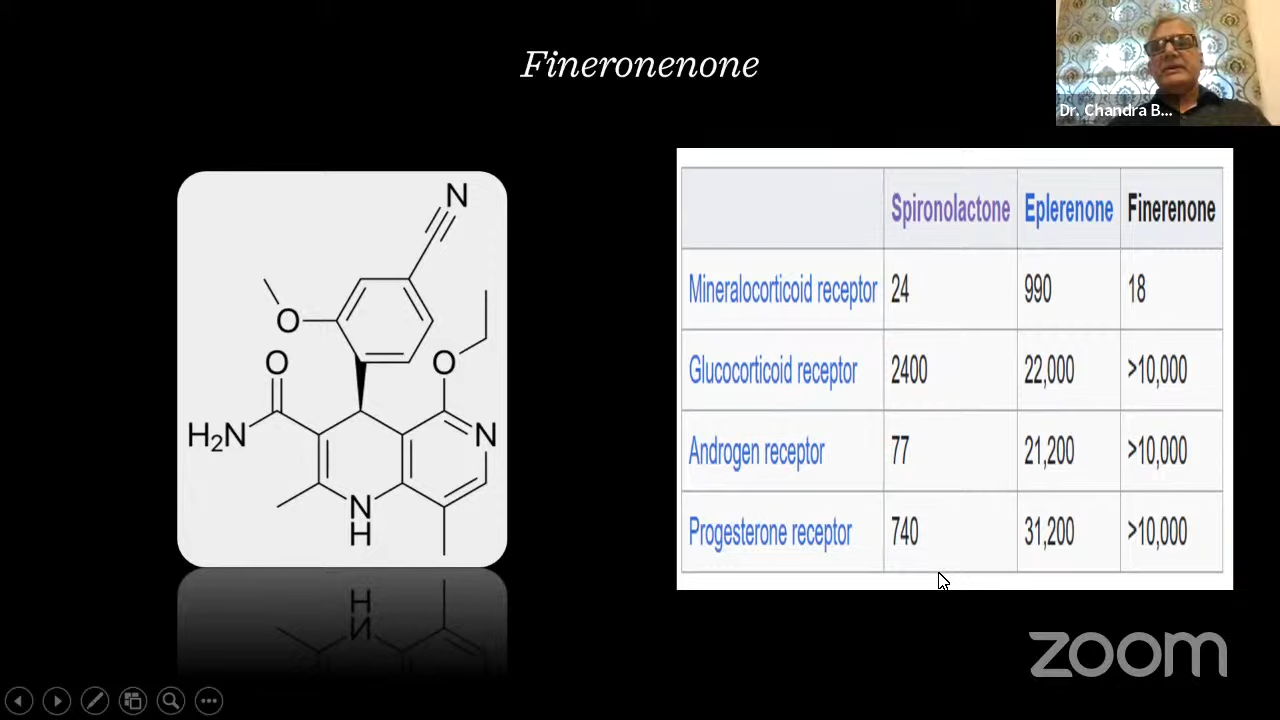 Fineronenone
Dr. Chandra B...
N
O
O
O
H2N
N
N
H
H
N
Spironolactone Eplerenone Finerenone
Mineralocorticoid receptor 24 990 18
Glucocorticoid receptor 2400 22,000 >10,000
Androgen receptor 77 21,200 >10,000
Progesterone receptor 740 31,200 >10,000
zoom